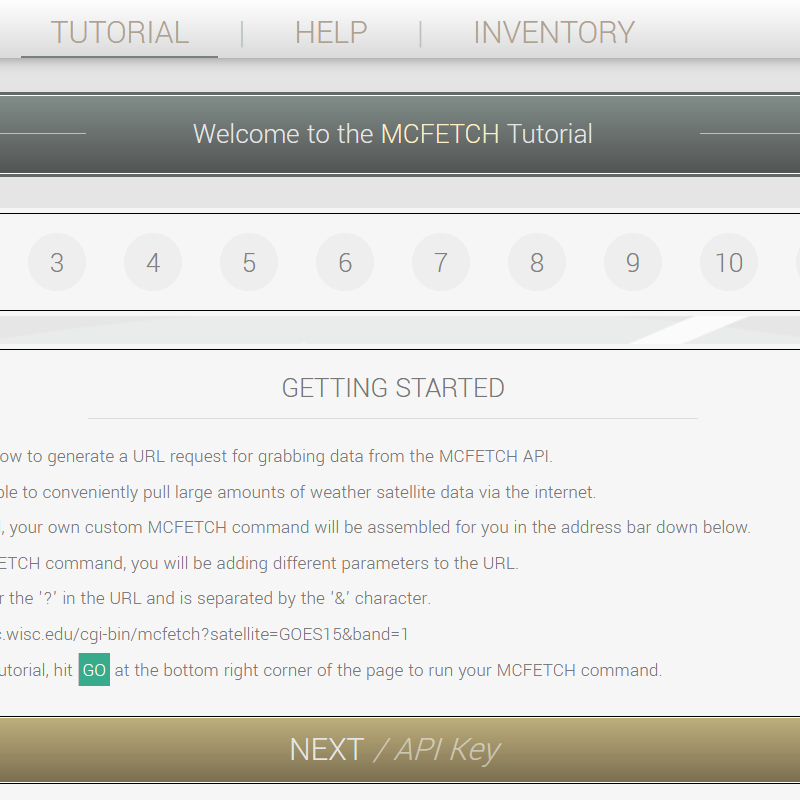 TUTORIAL | HELP | INVENTORY
Welcome to the MCFETCH Tutorial
3 4 5 6 7 8 9 10
GETTING STARTED
to generate a URL request for grabbing data from the MCFETCH API.
to conveniently pull large amounts of weather satellite data via the internet.
, your own custom MCFETCH command will be assembled for you in the address bar down below.
ETCH command, you will be adding different parameters to the URL.
the '?' in the URL and is separated by the '&' character.
.wisc.edu/cgi-bin/mcfetch?satellite=GOES15&band=1
utorial, hit GO at the bottom right corner of the page to run your MCFETCH command.
NEXT / API Key